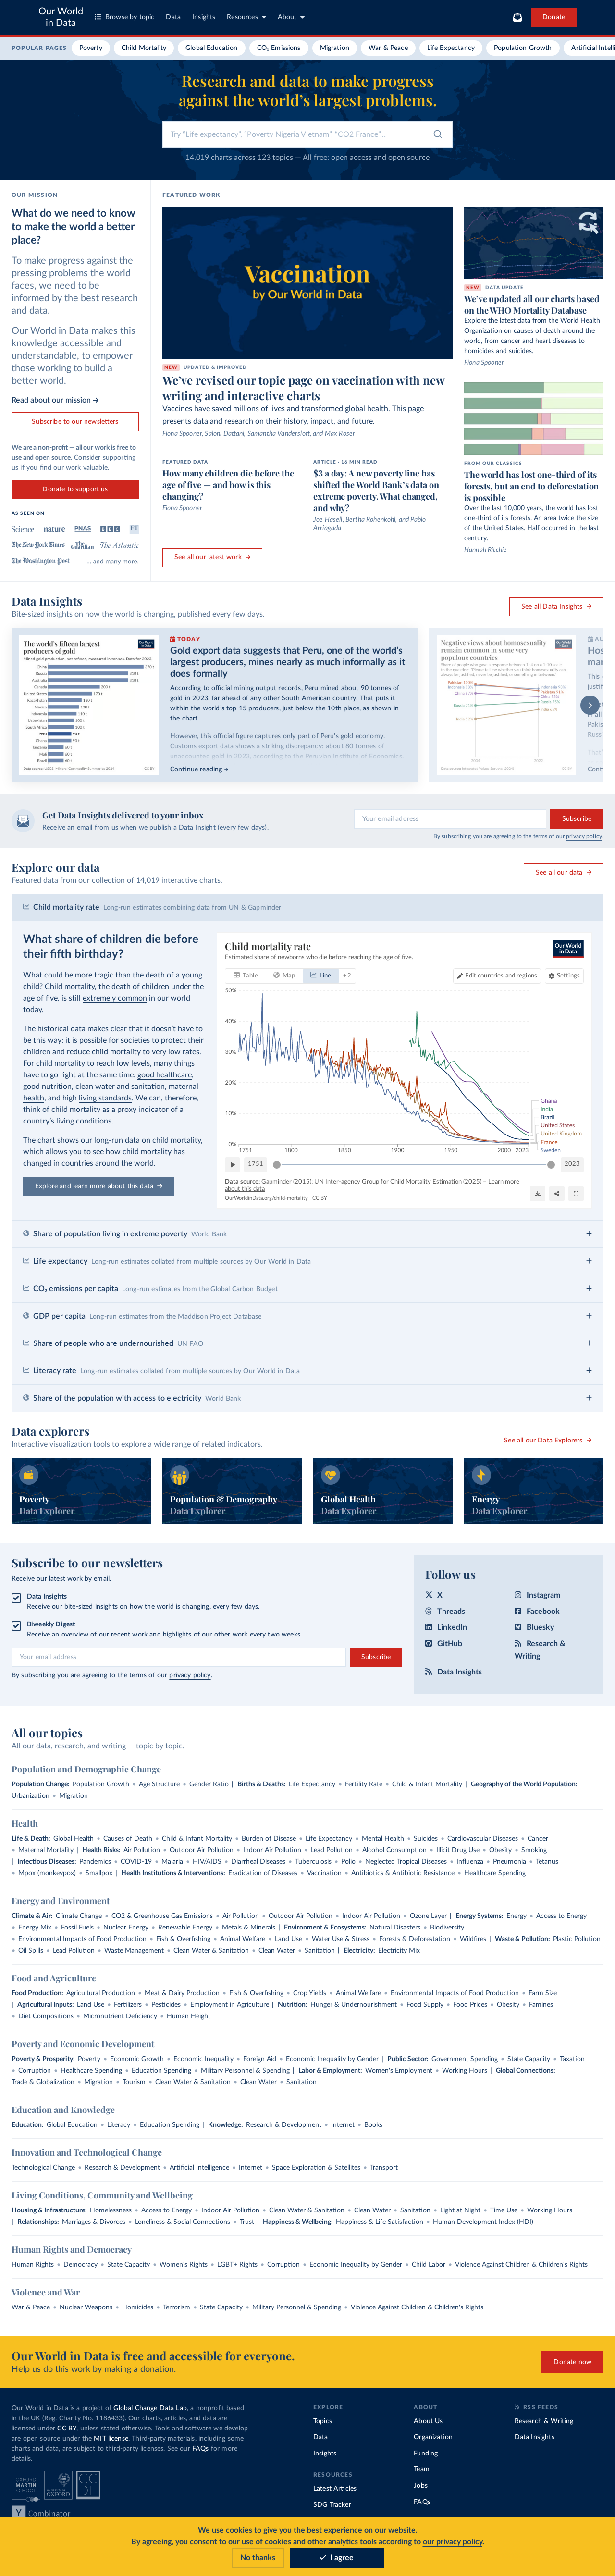 Our World
in Data
Browse by topic
Data
Insights
Resources
About
Donate
POPULAR PAGES
Poverty
Child Mortality
Global Education
CO₂ Emissions
Migration
War & Peace
Life Expectancy
Population Growth
Research and data to make progress
against the world's largest problems.
Try "Life expectancy", "Poverty Nigeria Vietnam", "CO2 France"...
14,019 charts across 123 topics — All free: open access and open source
OUR MISSION
What do we need to know
to make the world a better
place?
To make progress against the
pressing problems the world
faces, we need to be
informed by the best research
and data.
Our World in Data makes this
knowledge accessible and
understandable, to empower
those working to build a
better world.
Read about our mission →
Subscribe to our newsletters
We are a non-profit — all our work is free to
use and open source. Consider supporting
us if you find our work valuable.
Donate to support us
AS SEEN ON
Science nature PNAS BBC FT
The New York Times The Guardian The Atlantic
The Washington Post ... and many more.
FEATURED WORK
Vaccination
by Our World in Data
NEW UPDATED & IMPROVED
We've revised our topic page on vaccination with new
writing and interactive charts
Vaccines have saved millions of lives and transformed global health. This page
presents data and research on their history, impact, and future.
Fiona Spooner, Saloni Dattani, Samantha Vanderslott, and Max Roser
FEATURED DATA
How many children die before the
age of five — and how is this
changing?
Fiona Spooner
ARTICLE - 14 MIN READ
$3 a day: A new poverty line has
shifted the World Bank's data on
extreme poverty. What changed,
and why?
Joe Hasell, Bertha Rohenkohl, and Pablo
Arriagada
See all our latest work →
NEW DATA UPDATE
We've updated all our charts based
on the WHO Mortality Database
Explore the latest data from the World Health
Organization on causes of death around the
world, from cancer and heart diseases to
homicides and suicides.
Fiona Spooner
FROM OUR CLASSICS
The world has lost one-third of its
forests, but an end to deforestation
is possible
Over the last 10,000 years, the world has lost
one-third of its forests. An area twice the size
of the United States. Half occurred in the last
century.
Hannah Ritchie
Data Insights
Bite-sized insights on how the world is changing, published every few days.
See all Data Insights →
The world's fifteen largest
producers of gold
TODAY
Gold export data suggests that Peru, one of the world's
largest producers, mines nearly as much informally as it
does formally
According to official mining output records, Peru mined about 90 tonnes of
gold in 2023, far ahead of any other South American country. That puts it
within the world's top 15 producers, just below the 10th place, as shown in
the chart.
However, this official figure captures only part of Peru's gold economy.
Customs export data shows a striking discrepancy: about 80 tonnes of
unaccounted gold in 2023, according to the Peruvian Institute of Economics.
Continue reading →
Negative views about homosexuality
remain common in some very
populous countries
Get Data Insights delivered to your inbox
Receive an email from us when we publish a Data Insight (every few days).
Your email address
Subscribe
By subscribing you are agreeing to the terms of our privacy policy.
Explore our data
Featured data from our collection of 14,019 interactive charts.
See all our data →
Child mortality rate Long-run estimates combining data from UN & Gapminder
What share of children die before
their fifth birthday?
What could be more tragic than the death of a young
child? Child mortality, the death of children under the
age of five, is still extremely common in our world
today.
The historical data makes clear that it doesn't have to
be this way: it is possible for societies to protect their
children and reduce child mortality to very low rates.
For child mortality to reach low levels, many things
have to go right at the same time: good healthcare,
good nutrition, clean water and sanitation, maternal
health, and high living standards. We can, therefore,
think of child mortality as a proxy indicator of a
country's living conditions.
The chart shows our long-run data on child mortality,
which allows you to see how child mortality has
changed in countries around the world.
Explore and learn more about this data →
Child mortality rate
Estimated share of newborns who die before reaching the age of five.
Our World
in Data
Table
Map
Line
+2
Edit countries and regions
Settings
50%
40%
30%
20%
10%
0%
1751
1800
1850
1900
1950
2000
2023
Ghana
India
Brazil
United States
United Kingdom
France
Sweden
1751
2023
Data source: Gapminder (2015); UN Inter-agency Group for Child Mortality Estimation (2025) – Learn more
about this data
OurWorldinData.org/child-mortality | CC BY
Share of population living in extreme poverty World Bank
Life expectancy Long-run estimates collated from multiple sources by Our World in Data
CO₂ emissions per capita Long-run estimates from the Global Carbon Budget
GDP per capita Long-run estimates from the Maddison Project Database
Share of people who are undernourished UN FAO
Literacy rate Long-run estimates collated from multiple sources by Our World in Data
Share of the population with access to electricity World Bank
Data explorers
Interactive visualization tools to explore a wide range of related indicators.
See all our Data Explorers →
Poverty
Data Explorer
Population & Demography
Data Explorer
Global Health
Data Explorer
Energy
Data Explorer
Subscribe to our newsletters
Receive our latest work by email.
Data Insights
Receive our bite-sized insights on how the world is changing, every few days.
Biweekly Digest
Receive an overview of our recent work and highlights of our other work every two weeks.
Your email address
Subscribe
By subscribing you are agreeing to the terms of our privacy policy.
Follow us
X
Instagram
Threads
Facebook
LinkedIn
Bluesky
GitHub
Research &
Writing
Data Insights
All our topics
All our data, research, and writing — topic by topic.
Population and Demographic Change
Population Change: Population Growth • Age Structure • Gender Ratio | Births & Deaths: Life Expectancy • Fertility Rate • Child & Infant Mortality | Geography of the World Population:
Urbanization • Migration
Health
Life & Death: Global Health • Causes of Death • Child & Infant Mortality • Burden of Disease • Life Expectancy • Mental Health • Suicides • Cardiovascular Diseases • Cancer
• Maternal Mortality | Health Risks: Air Pollution • Outdoor Air Pollution • Indoor Air Pollution • Lead Pollution • Alcohol Consumption • Illicit Drug Use • Obesity • Smoking
| Infectious Diseases: Pandemics • COVID-19 • Malaria • HIV/AIDS • Diarrheal Diseases • Tuberculosis • Polio • Neglected Tropical Diseases • Influenza • Pneumonia • Tetanus
• Mpox (monkeypox) • Smallpox | Health Institutions & Interventions: Eradication of Diseases • Vaccination • Antibiotics & Antibiotic Resistance • Healthcare Spending
Energy and Environment
Climate & Air: Climate Change • CO2 & Greenhouse Gas Emissions • Air Pollution • Outdoor Air Pollution • Indoor Air Pollution • Ozone Layer | Energy Systems: Energy • Access to Energy
• Energy Mix • Fossil Fuels • Nuclear Energy • Renewable Energy • Metals & Minerals | Environment & Ecosystems: Natural Disasters • Biodiversity
• Environmental Impacts of Food Production • Fish & Overfishing • Animal Welfare • Land Use • Water Use & Stress • Forests & Deforestation • Wildfires | Waste & Pollution: Plastic Pollution
• Oil Spills • Lead Pollution • Waste Management • Clean Water & Sanitation • Clean Water • Sanitation | Electricity: Electricity Mix
Food and Agriculture
Food Production: Agricultural Production • Meat & Dairy Production • Fish & Overfishing • Crop Yields • Animal Welfare • Environmental Impacts of Food Production • Farm Size
| Agricultural Inputs: Land Use • Fertilizers • Pesticides • Employment in Agriculture | Nutrition: Hunger & Undernourishment • Food Supply • Food Prices • Obesity • Famines
• Diet Compositions • Micronutrient Deficiency • Human Height
Poverty and Economic Development
Poverty & Prosperity: Poverty • Economic Growth • Economic Inequality • Foreign Aid • Economic Inequality by Gender | Public Sector: Government Spending • State Capacity • Taxation
• Corruption • Healthcare Spending • Education Spending • Military Personnel & Spending | Labor & Employment: Women's Employment • Working Hours | Global Connections:
Trade & Globalization • Migration • Tourism • Clean Water & Sanitation • Clean Water • Sanitation
Education and Knowledge
Education: Global Education • Literacy • Education Spending | Knowledge: Research & Development • Internet • Books
Innovation and Technological Change
Technological Change • Research & Development • Artificial Intelligence • Internet • Space Exploration & Satellites • Transport
Living Conditions, Community and Wellbeing
Housing & Infrastructure: Homelessness • Access to Energy • Indoor Air Pollution • Clean Water & Sanitation • Clean Water • Sanitation • Light at Night • Time Use • Working Hours
| Relationships: Marriages & Divorces • Loneliness & Social Connections • Trust | Happiness & Wellbeing: Happiness & Life Satisfaction • Human Development Index (HDI)
Human Rights and Democracy
Human Rights • Democracy • State Capacity • Women's Rights • LGBT+ Rights • Corruption • Economic Inequality by Gender • Child Labor • Violence Against Children & Children's Rights
Violence and War
War & Peace • Nuclear Weapons • Homicides • Terrorism • State Capacity • Military Personnel & Spending • Violence Against Children & Children's Rights
Our World in Data is free and accessible for everyone.
Help us do this work by making a donation.
Donate now
Our World in Data is a project of Global Change Data Lab, a nonprofit based
in the UK (Reg. Charity No. 1186433). Our charts, articles, and data are
licensed under CC BY, unless stated otherwise. Tools and software we develop
are open source under the MIT license. Third-party materials, including some
charts and data, are subject to third-party licenses. See our FAQs for more
details.
OXFORD
MARTIN
SCHOOL
OXFORD
GC
DL
Y Combinator
EXPLORE
Topics
Data
Insights
RESOURCES
Latest Articles
SDG Tracker
ABOUT
About Us
Organization
Funding
Team
Jobs
FAQs
RSS FEEDS
Research & Writing
Data Insights
We use cookies to give you the best experience on our website.
By agreeing, you consent to our use of cookies and other analytics tools according to our privacy policy.
No thanks
I agree